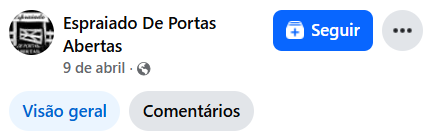 Espraiado De Portas
Abertas
Seguir
9 de abril ·
Visão geral
Comentários